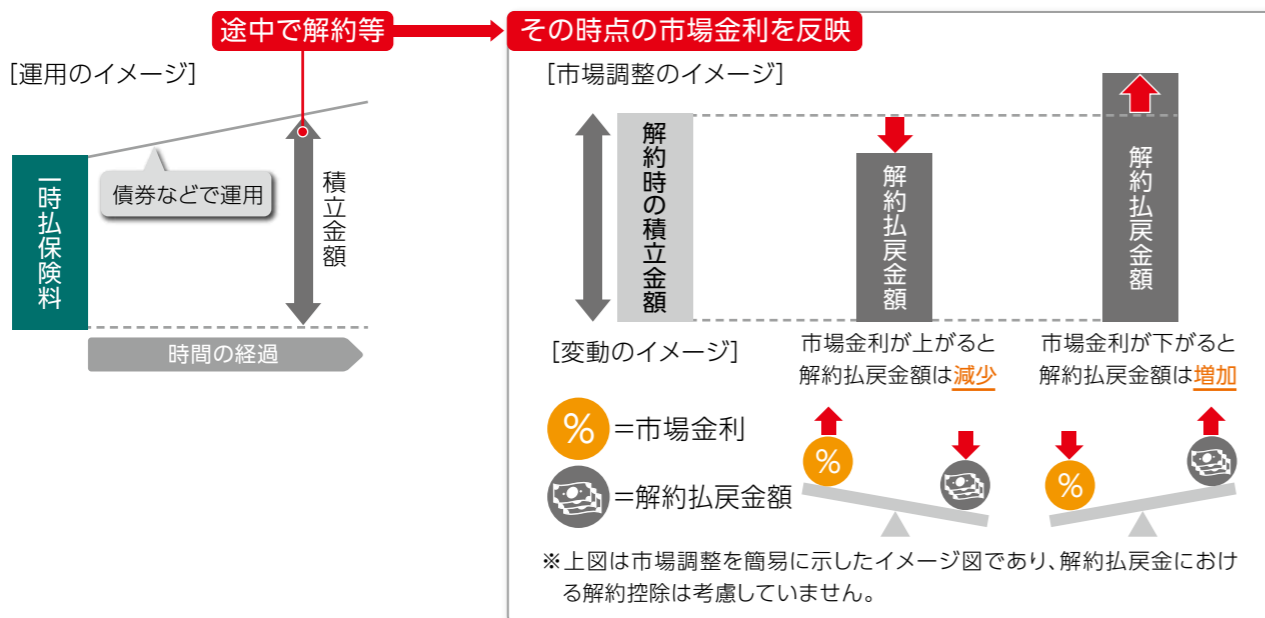 途中で解約等
その時点の市場金利を反映
[運用のイメージ]
債券などで運用
一時払保険料
積立金額
時間の経過
[市場調整のイメージ]
解約時の積立金額
解約払戻金額
解約払戻金額
[変動のイメージ]
市場金利が上がると
解約払戻金額は減少
市場金利が下がると
解約払戻金額は増加
%=市場金利
=解約払戻金額
%
%
※上図は市場調整を簡易に示したイメージ図であり、解約払戻金におけ
る解約控除は考慮していません。